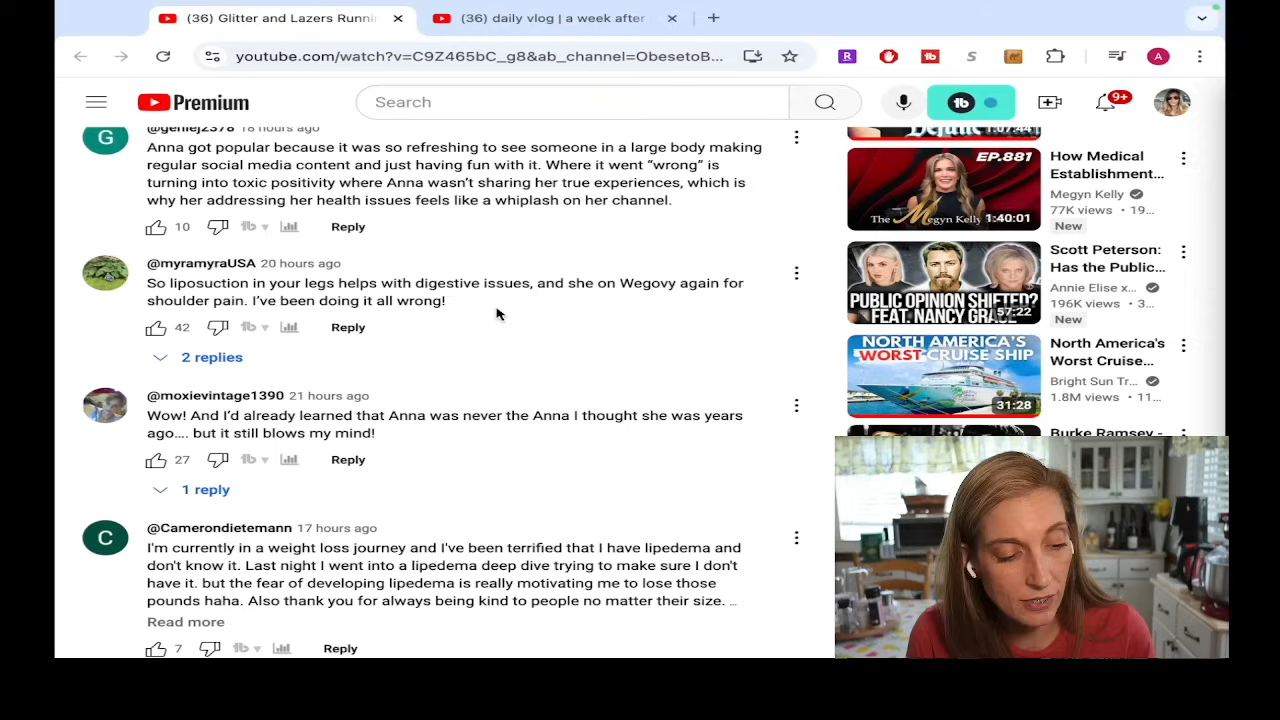 (36) Glitter and Lazers Runni
(36) daily vlog | a week after
youtube.com/watch?v=C9Z465bC_g8&ab_channel=ObesetoB...
Premium
Search
9+
@geniej2378 18 hours ago
Anna got popular because it was so refreshing to see someone in a large body making
regular social media content and just having fun with it. Where it went “wrong” is
turning into toxic positivity where Anna wasn’t sharing her true experiences, which is
why her addressing her health issues feels like a whiplash on her channel.
10
Reply
@myramyraUSA 20 hours ago
So liposuction in your legs helps with digestive issues, and she on Wegovy again for
shoulder pain. I’ve been doing it all wrong!
42
Reply
2 replies
@moxievintage1390 21 hours ago
Wow! And I’d already learned that Anna was never the Anna I thought she was years
ago.... but it still blows my mind!
27
Reply
1 reply
@Camerondietemann 17 hours ago
I'm currently in a weight loss journey and I've been terrified that I have lipedema and
don't know it. Last night I went into a lipedema deep dive trying to make sure I don't
have it. but the fear of developing lipedema is really motivating me to lose those
pounds haha. Also thank you for always being kind to people no matter their size. ...
Read more
7
Reply
1:07:44
EP.881
The Megyn Kelly
1:40:01
How Medical
Establishment...
Megyn Kelly
77K views • 19...
New
PUBLIC OPINION SHIFTED?
FEAT. NANCY GRACE
57:22
Scott Peterson:
Has the Public...
Annie Elise x...
196K views • 3...
New
NORTH AMERICA'S
WORST CRUISE SHIP
31:28
North America's
Worst Cruise...
Bright Sun Tr...
1.8M views • 11...
Burke Ramsey -